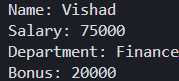 Name: Vishad
Salary: 75000
Department: Finance
Bonus: 20000